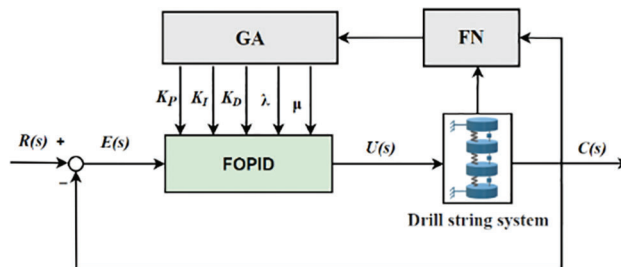 GA
FN
K_P K_I K_D λ μ
R(s) +
E(s)
FOPID
U(s)
C(s)
−
Drill string system